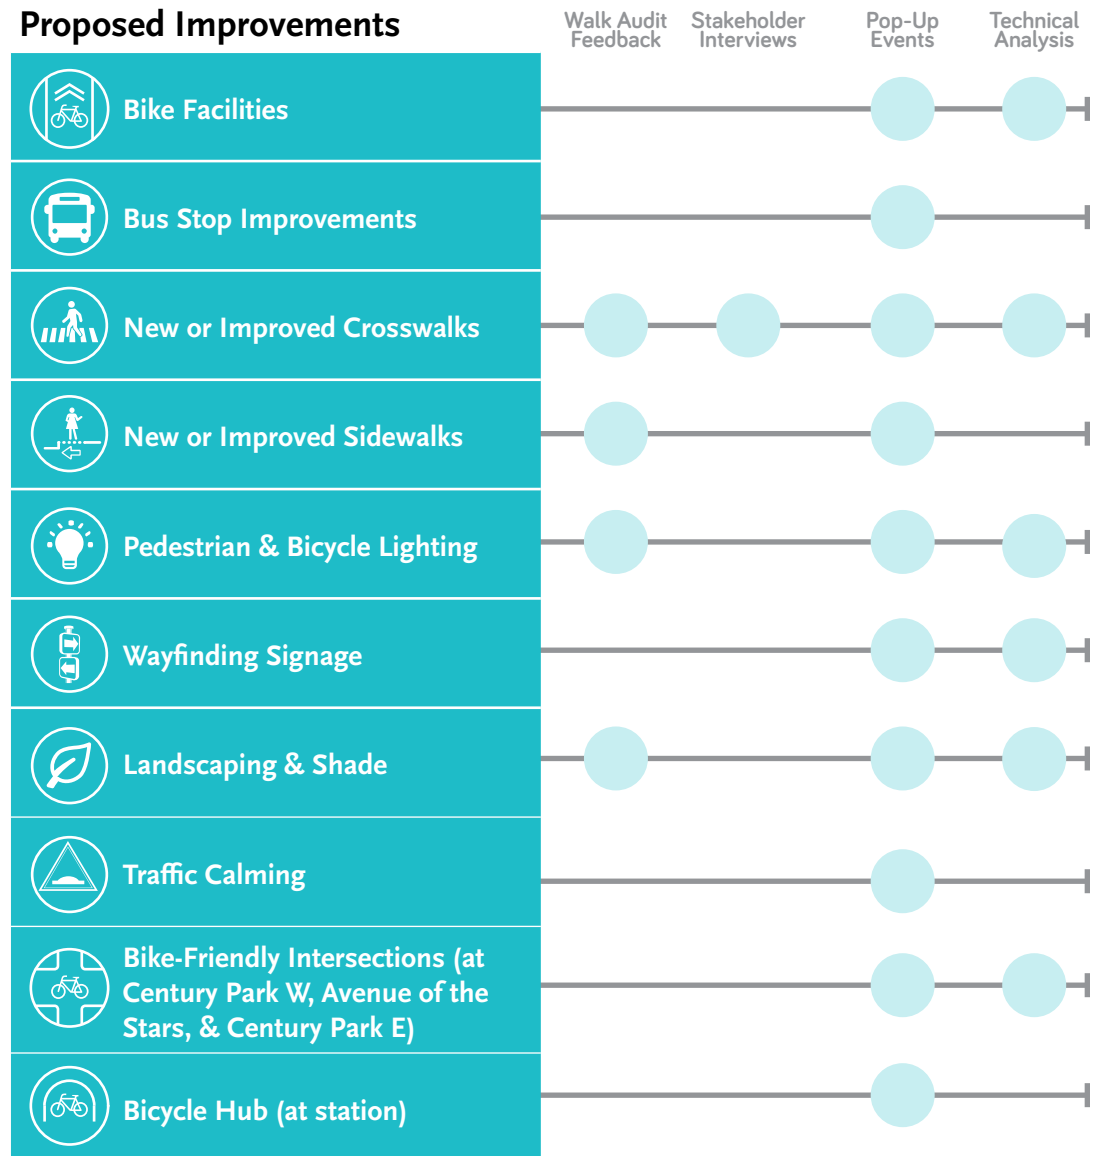 Proposed Improvements
Walk Audit
Feedback
Stakeholder
Interviews
Pop-Up
Events
Technical
Analysis
Bike Facilities
Bus Stop Improvements
New or Improved Crosswalks
New or Improved Sidewalks
Pedestrian & Bicycle Lighting
Wayfinding Signage
Landscaping & Shade
Traffic Calming
Bike-Friendly Intersections (at
Century Park W, Avenue of the
Stars, & Century Park E)
Bicycle Hub (at station)